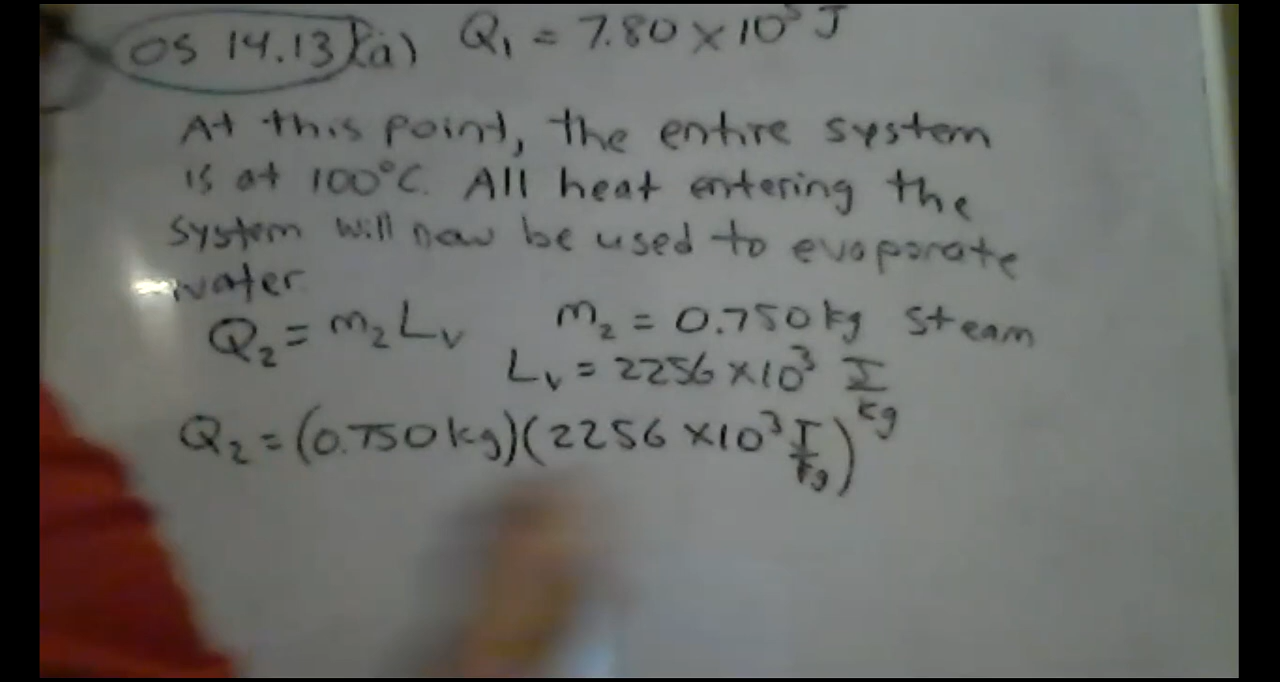 OS 14.13 (a) Q₁ = 7.80 × 10⁵ J
At this point, the entire system
is at 100°C. All heat entering the
system will now be used to evaporate
water.
Q₂ = m₂ Lᵥ m₂ = 0.750 kg steam
Lᵥ = 2256 × 10³ J/kg
Q₂ = (0.750 kg)(2256 × 10³ J/kg)